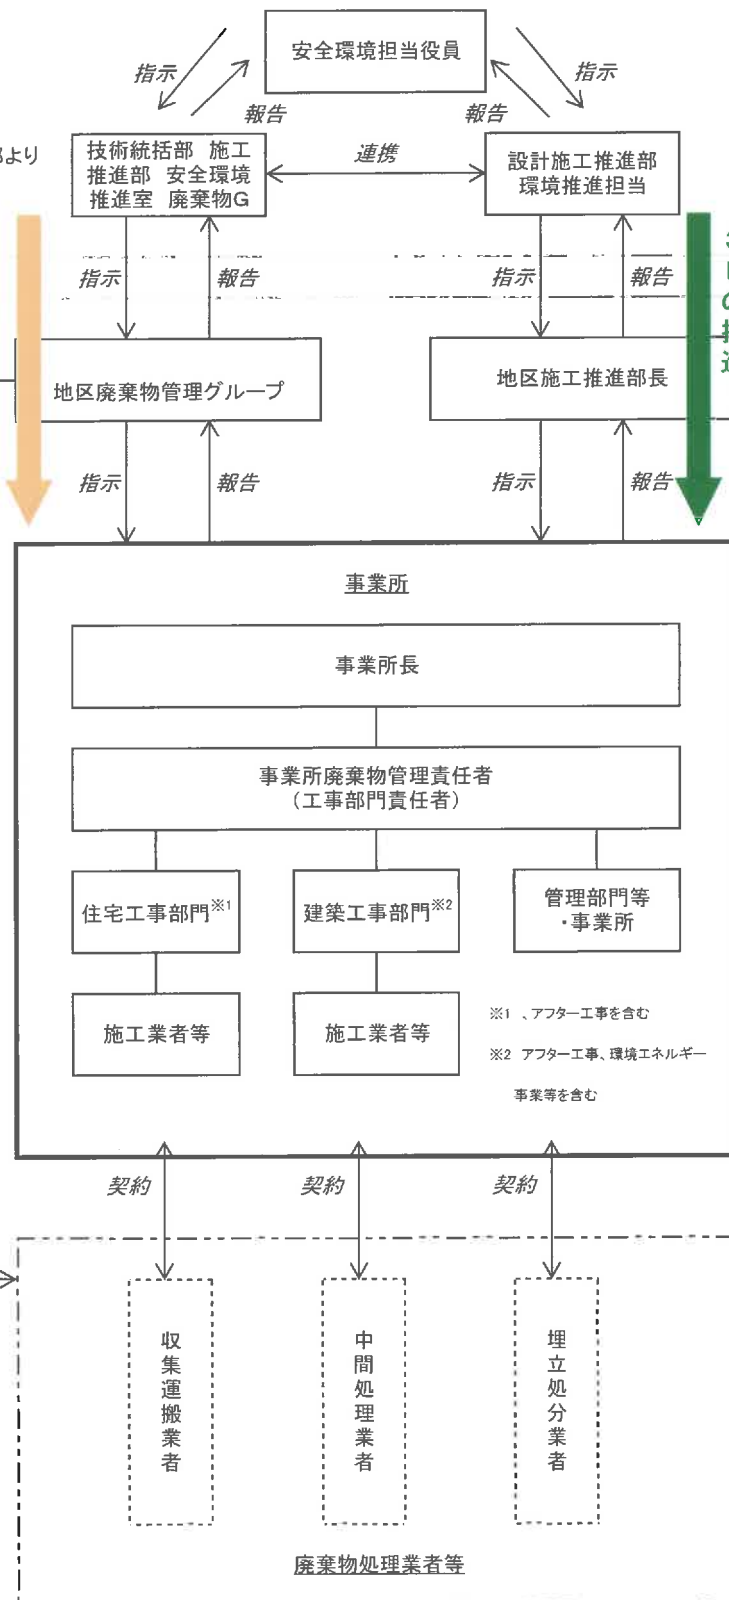 安全環境担当役員
指示
指示
報告
報告
部より
技術統括部 施工
推進部 安全環境
推進室 廃棄物G
連携
設計施工推進部
環境推進担当
指示
報告
指示
報告
地区廃棄物管理グループ
地区施工推進部長
指示
報告
指示
報告
事業所
事業所長
事業所廃棄物管理責任者
(工事部門責任者)
住宅工事部門※1
建築工事部門※2
管理部門等
・事業所
施工業者等
施工業者等
※1 、アフター工事を含む
※2 アフター工事、環境エネルギー
事業等を含む
契約
契約
契約
収集運搬業者
中間処理業者
埋立処分業者
廃棄物処理業者等